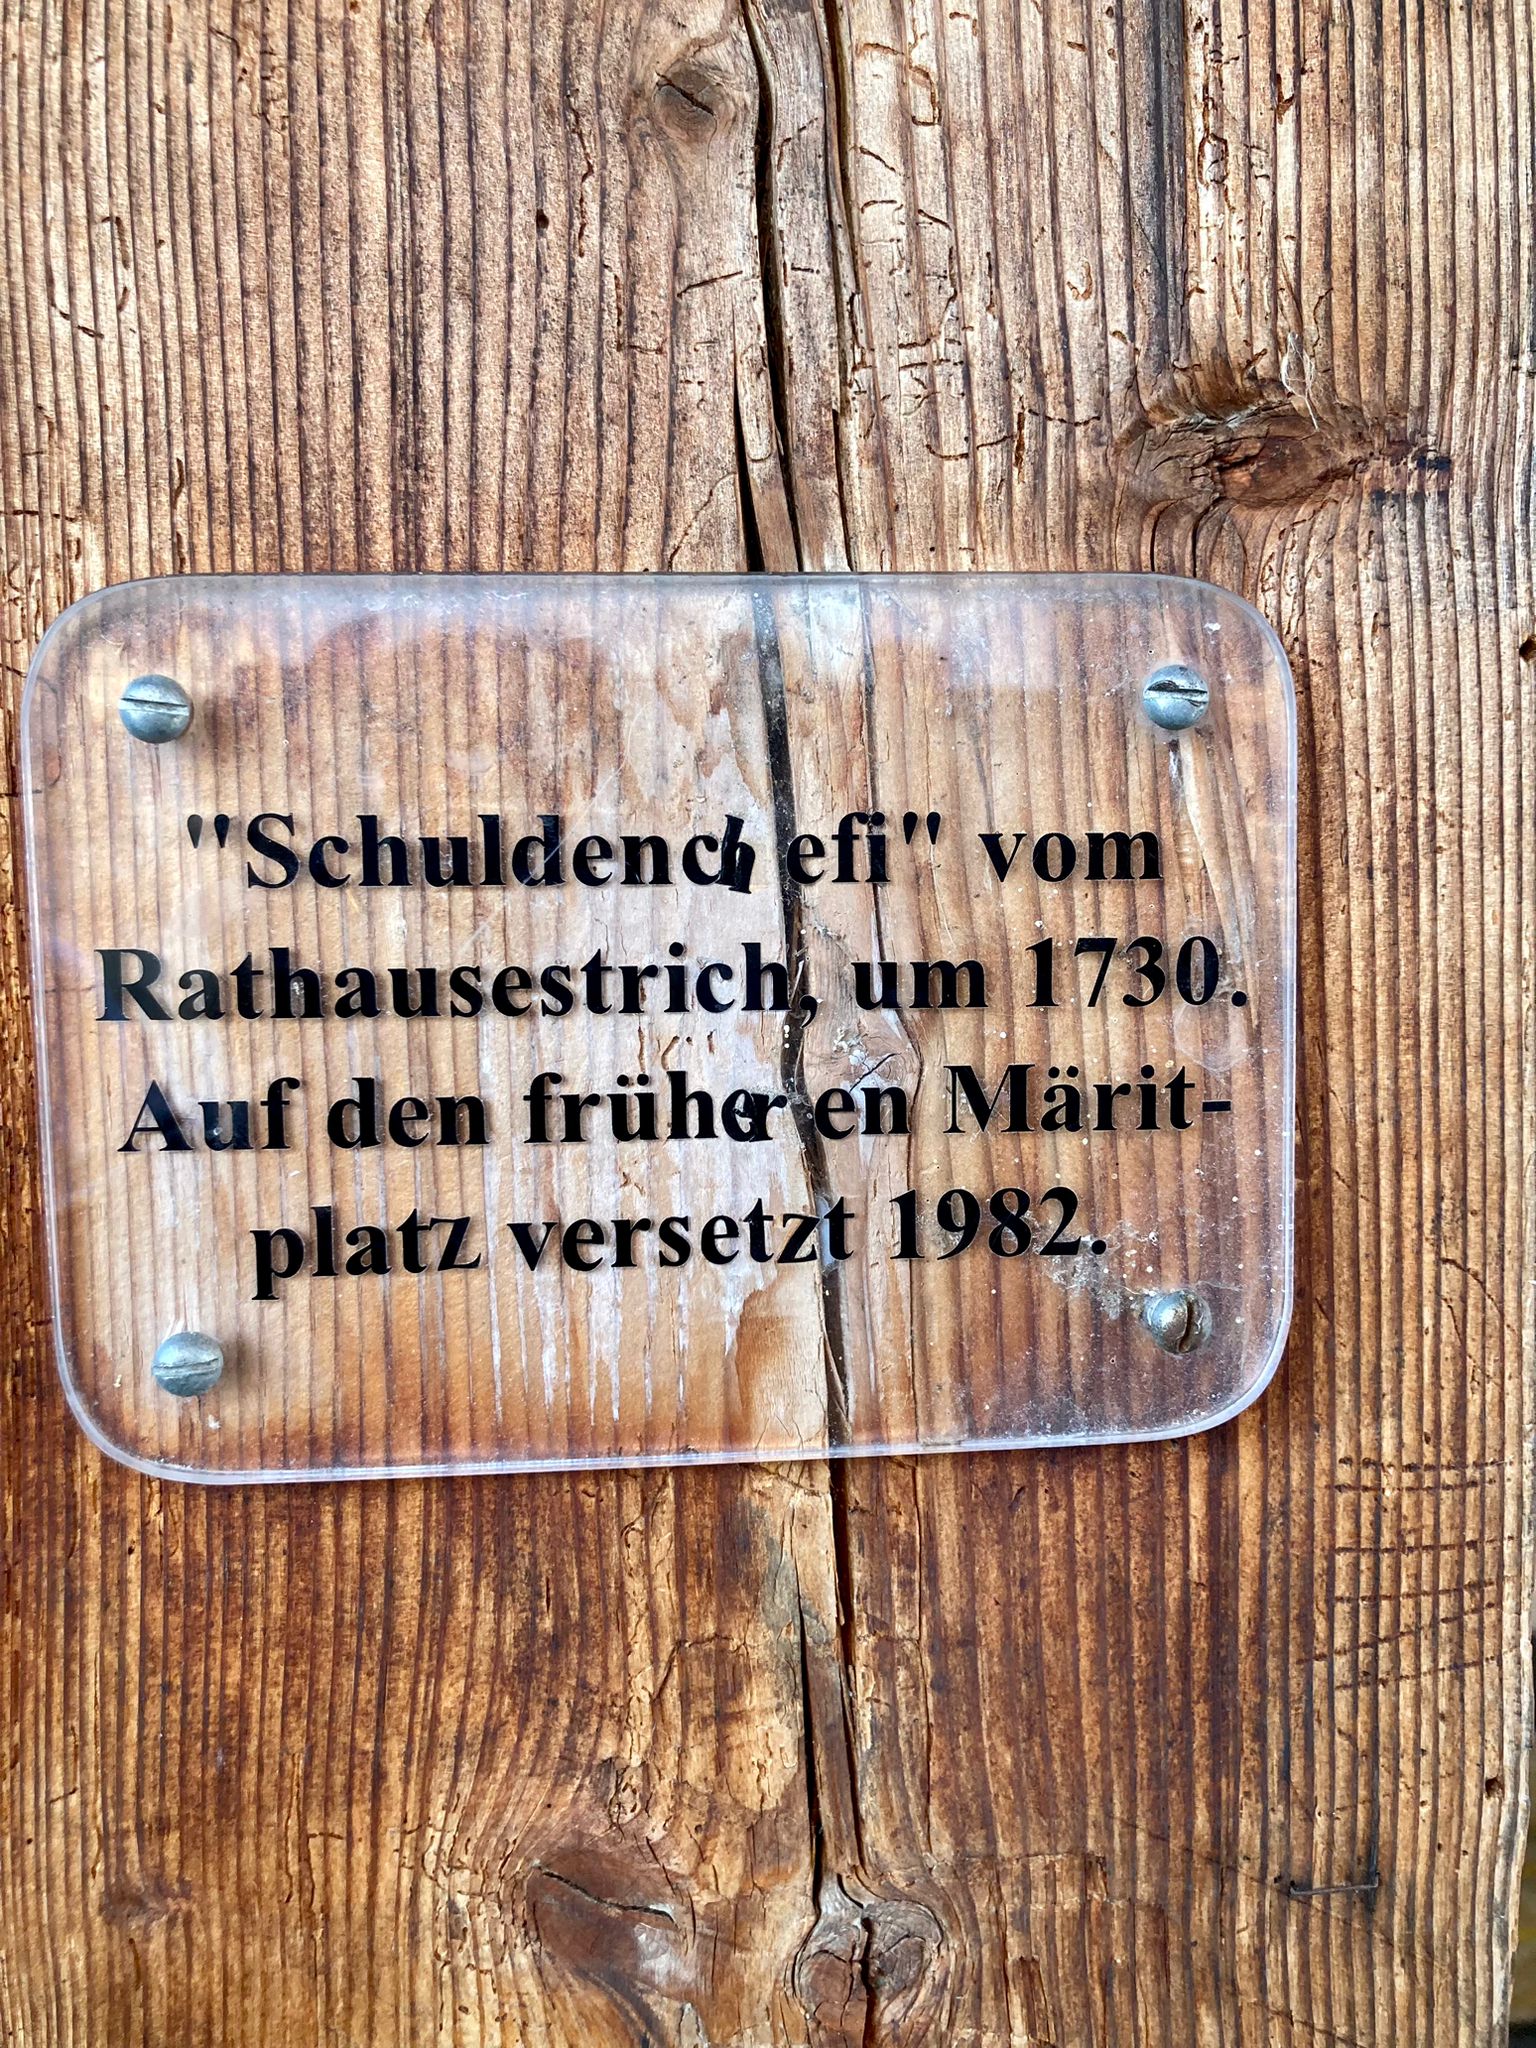 "Schuldenchefi" vom
Rathausestrich, um 1730.
Auf den früheren Märit-
platz versetzt 1982.